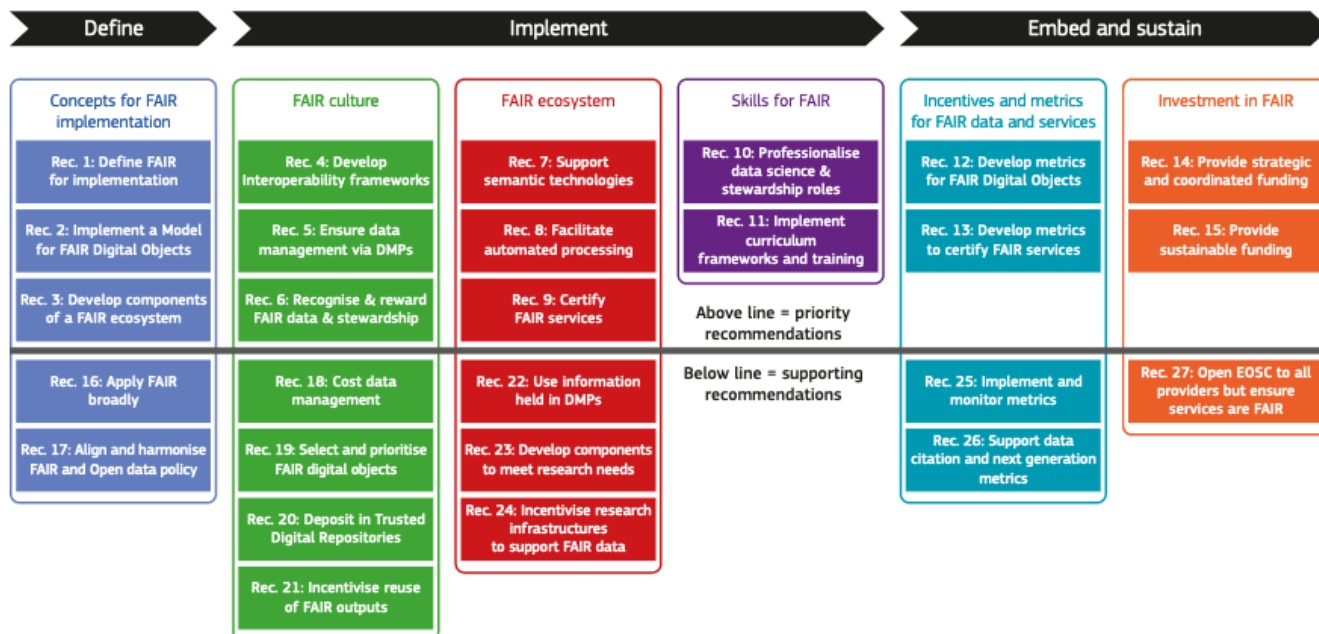 Define
Implement
Embed and sustain
Concepts for FAIR
implementation
Rec. 1: Define FAIR
for implementation
Rec. 2: Implement a Model
for FAIR Digital Objects
Rec. 3: Develop components
of a FAIR ecosystem
Rec. 16: Apply FAIR
broadly
Rec. 17: Align and harmonise
FAIR and Open data policy
FAIR culture
Rec. 4: Develop
Interoperability frameworks
Rec. 5: Ensure data
management via DMPs
Rec. 6: Recognise & reward
FAIR data & stewardship
Rec. 18: Cost data
management
Rec. 19: Select and prioritise
FAIR digital objects
Rec. 20: Deposit in Trusted
Digital Repositories
Rec. 21: Incentivise reuse
of FAIR outputs
FAIR ecosystem
Rec. 7: Support
semantic technologies
Rec. 8: Facilitate
automated processing
Rec. 9: Certify
FAIR services
Rec. 22: Use information
held in DMPs
Rec. 23: Develop components
to meet research needs
Rec. 24: Incentivise research
infrastructures
to support FAIR data
Skills for FAIR
Rec. 10: Professionalise
data science &
stewardship roles
Rec. 11: Implement
curriculum
frameworks and training
Above line = priority
recommendations
Below line = supporting
recommendations
Incentives and metrics
for FAIR data and services
Rec. 12: Develop metrics
for FAIR Digital Objects
Rec. 13: Develop metrics
to certify FAIR services
Rec. 25: Implement and
monitor metrics
Rec. 26: Support data
citation and next generation
metrics
Investment in FAIR
Rec. 14: Provide strategic
and coordinated funding
Rec. 15: Provide
sustainable funding
Rec. 27: Open EOSC to all
providers but ensure
services are FAIR